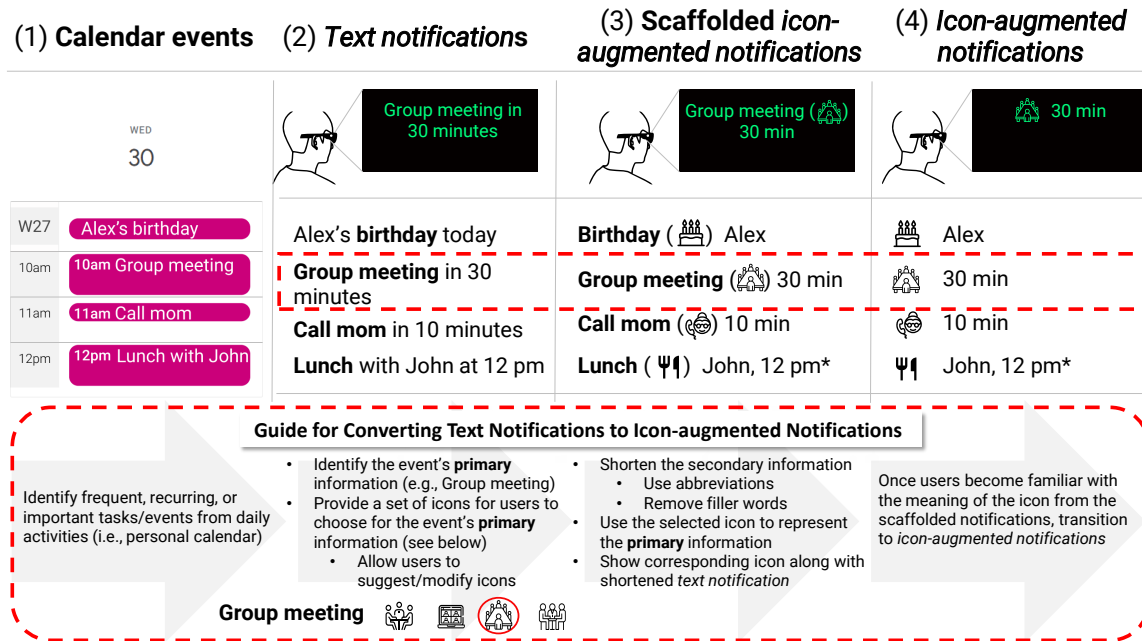 (1) Calendar events
(2) Text notifications
(3) Scaffolded icon-
augmented notifications
(4) Icon-augmented
notifications
WED
30
Group meeting in
30 minutes
Group meeting ( )
30 min
30 min
W27
Alex's birthday
10am
10am Group meeting
11am
11am Call mom
12pm
12pm Lunch with John
Alex's birthday today
Group meeting in 30
minutes
Call mom in 10 minutes
Lunch with John at 12 pm
Birthday ( ) Alex
Group meeting ( ) 30 min
Call mom ( ) 10 min
Lunch ( ) John, 12 pm*
Alex
30 min
10 min
John, 12 pm*
Guide for Converting Text Notifications to Icon-augmented Notifications
Identify frequent, recurring, or
important tasks/events from daily
activities (i.e., personal calendar)
• Identify the event's primary
information (e.g., Group meeting)
• Provide a set of icons for users to
choose for the event's primary
information (see below)
• Allow users to
suggest/modify icons
• Shorten the secondary information
• Use abbreviations
• Remove filler words
• Use the selected icon to represent
the primary information
• Show corresponding icon along with
shortened text notification
Once users become familiar with
the meaning of the icon from the
scaffolded notifications, transition
to icon-augmented notifications
Group meeting